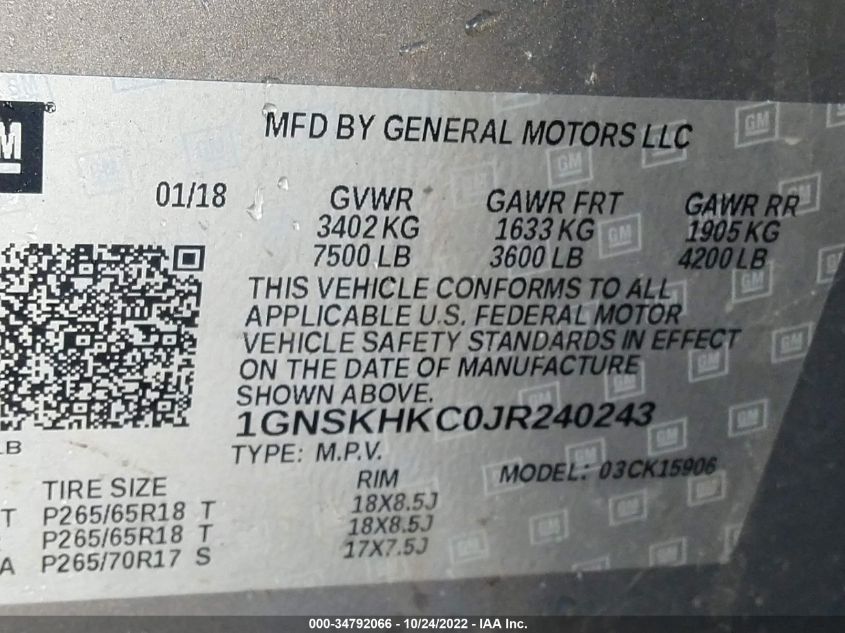 MFD BY GENERAL MOTORS LLC
01/18 GVWR GAWR FRT GAWR RR
3402 KG 1633 KG 1905 KG
7500 LB 3600 LB 4200 LB
THIS VEHICLE CONFORMS TO ALL
APPLICABLE U.S. FEDERAL MOTOR
VEHICLE SAFETY STANDARDS IN EFFECT
ON THE DATE OF MANUFACTURE
SHOWN ABOVE.
1GNSKHKC0JR240243
LB
TYPE: M.P.V. MODEL: 03CK15906
TIRE SIZE RIM
T P265/65R18 T 18X8.5J
P265/65R18 T 18X8.5J
A P265/70R17 S 17X7.5J
000-34792066 - 10/24/2022 - IAA Inc.